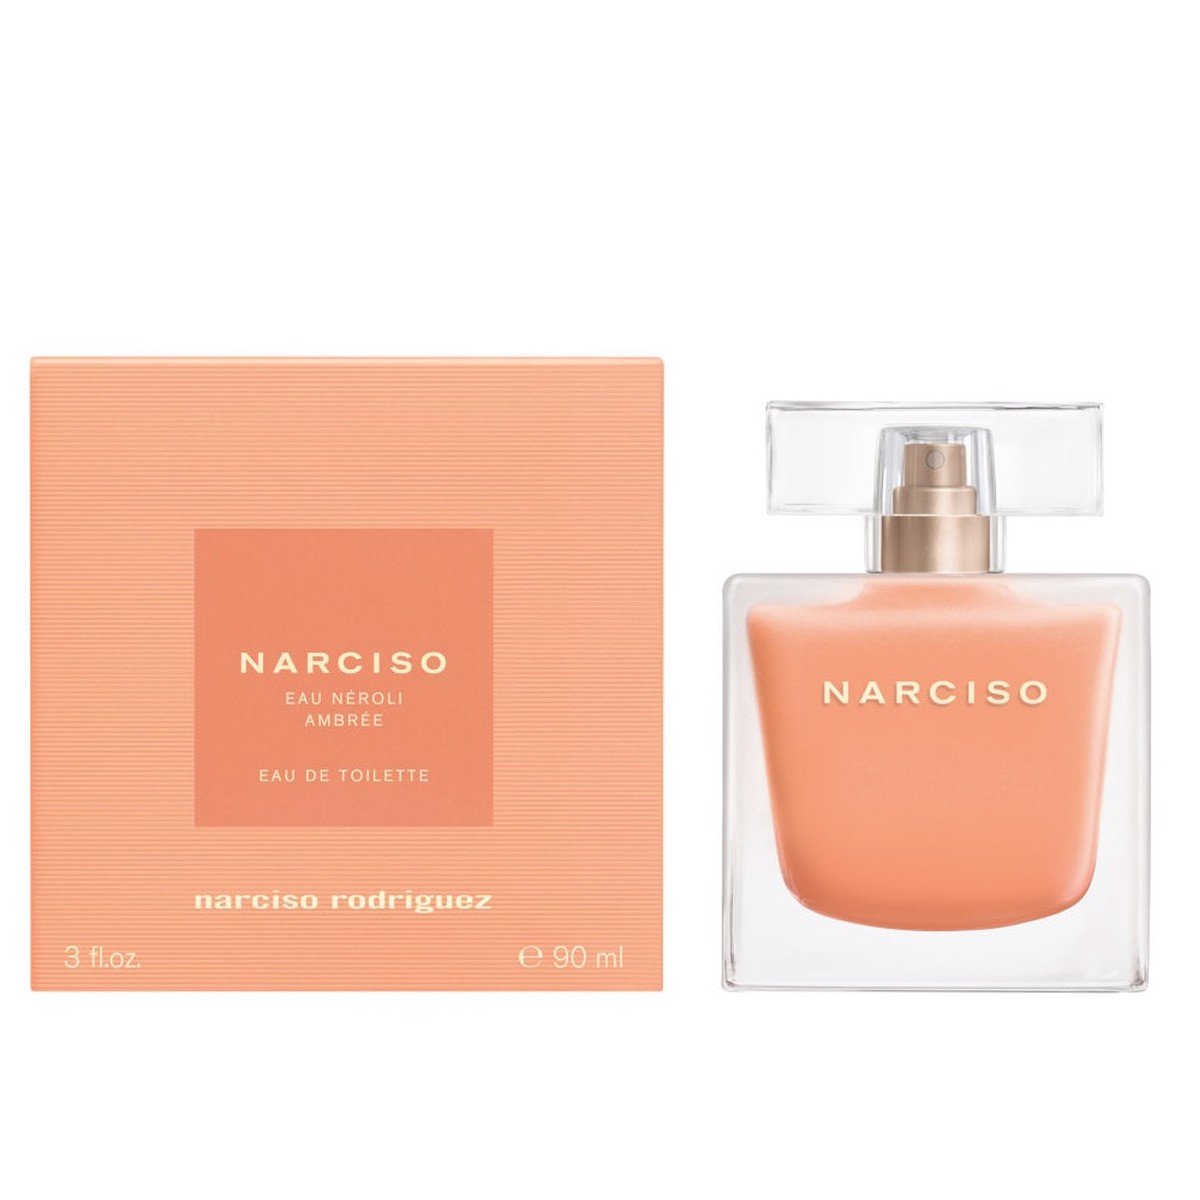 NARCISO
EAU NÉROLI
AMBRÉE
EAU DE TOILETTE
narciso rodriguez
3 fl.oz.
℮ 90 ml
NARCISO